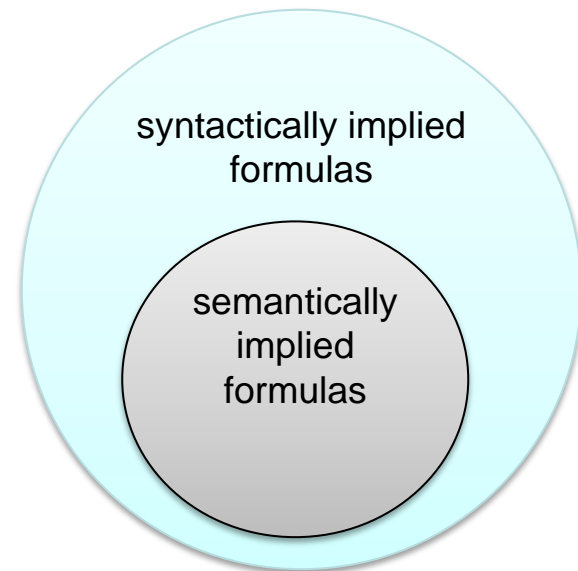 syntactically implied
formulas
semantically
implied
formulas